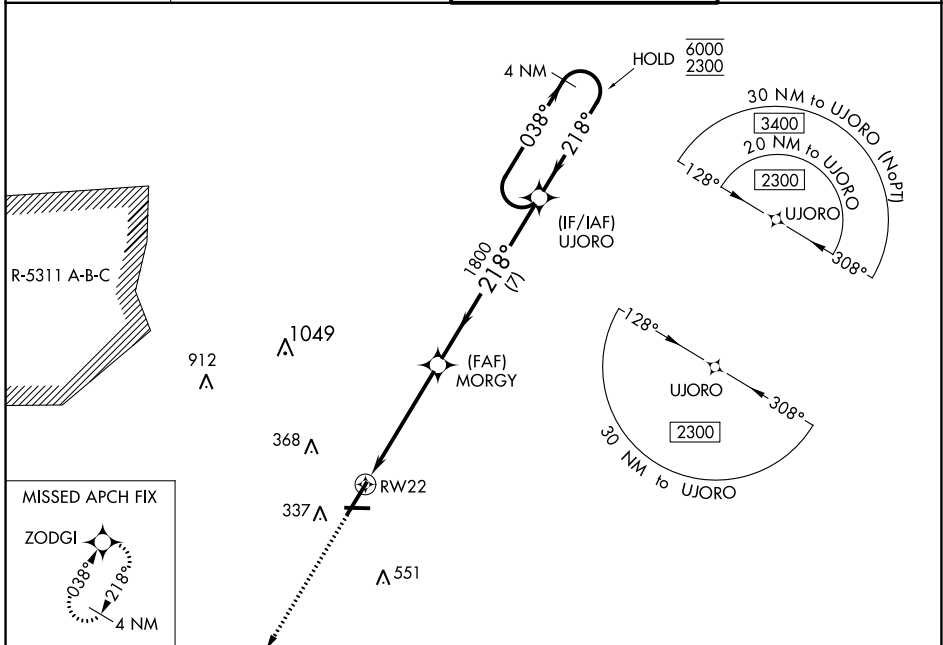 HOLD 6000
2300
4 NM
038°
218°
(IF/IAF)
UJORO
1800
218°
(7)
(FAF)
MORGY
RW22
R-5311 A-B-C
912
1049
368
337
551
30 NM to UJORO (NoPT)
3400
20 NM to UJORO
2300
128°
UJORO
308°
128°
UJORO
308°
2300
30 NM to UJORO
MISSED APCH FIX
ZODGI
038°
218°
4 NM